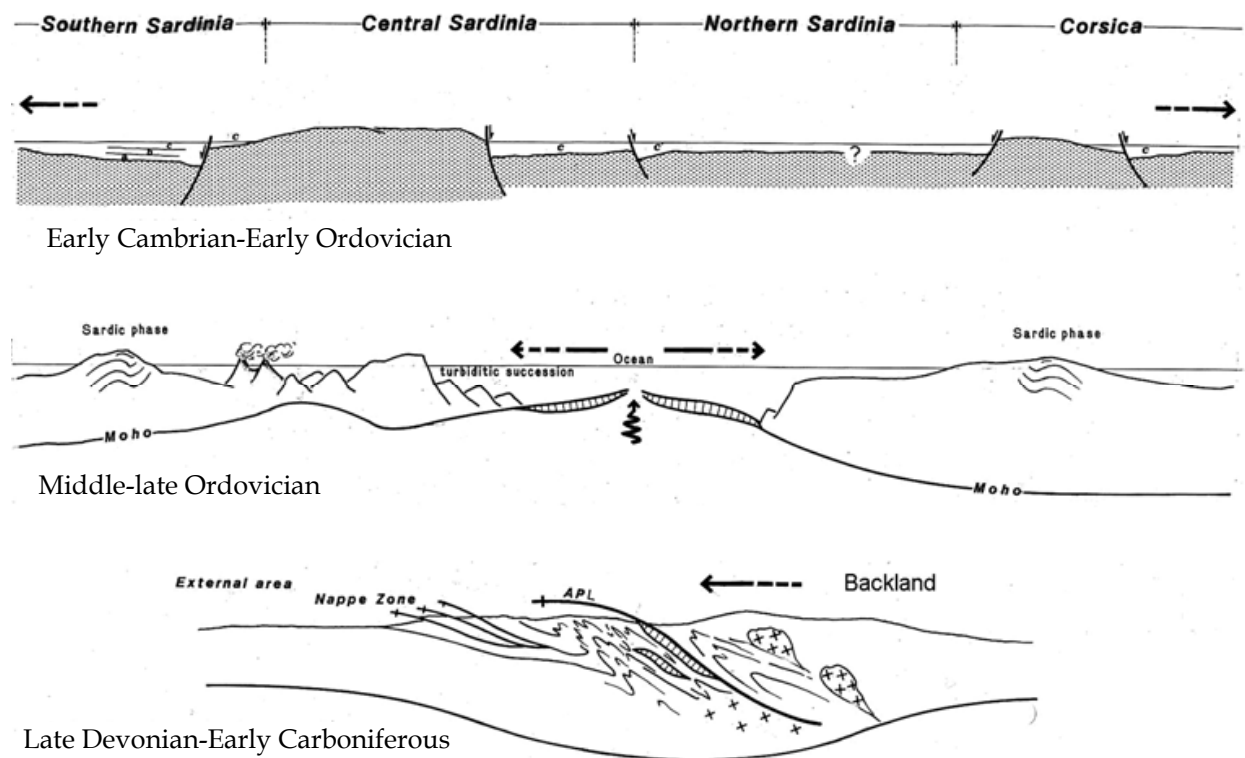 Southern Sardinia Central Sardinia Northern Sardinia Corsica
c
a b c
c c ? c
Early Cambrian-Early Ordovician
Sardic phase Sardic phase
Ocean
turbiditic succession
Moho
Moho
Middle-late Ordovician
External area Nappe Zone APL Backland
Late Devonian-Early Carboniferous